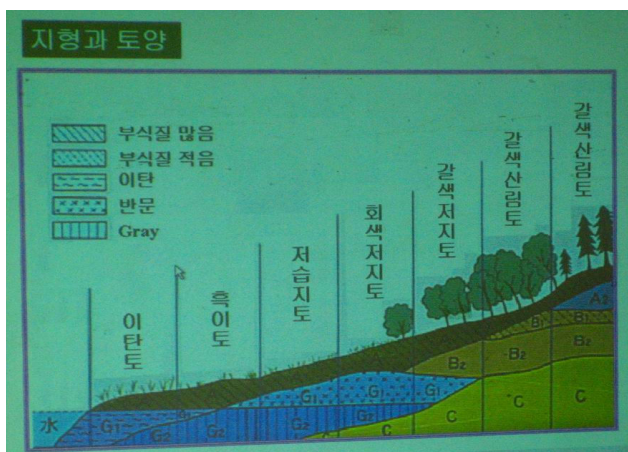 지형과 토양
부식질 많음
부식질 적음
이탄
반문
Gray
이탄토
흑이토
저습지토
회색저지토
갈색저지토
갈색산림토
갈색산림토
水
G1
G2
G2
G1
G2
G1
G2
G1
C
C
B2
B1
B2
C
A2
B1
B2
C